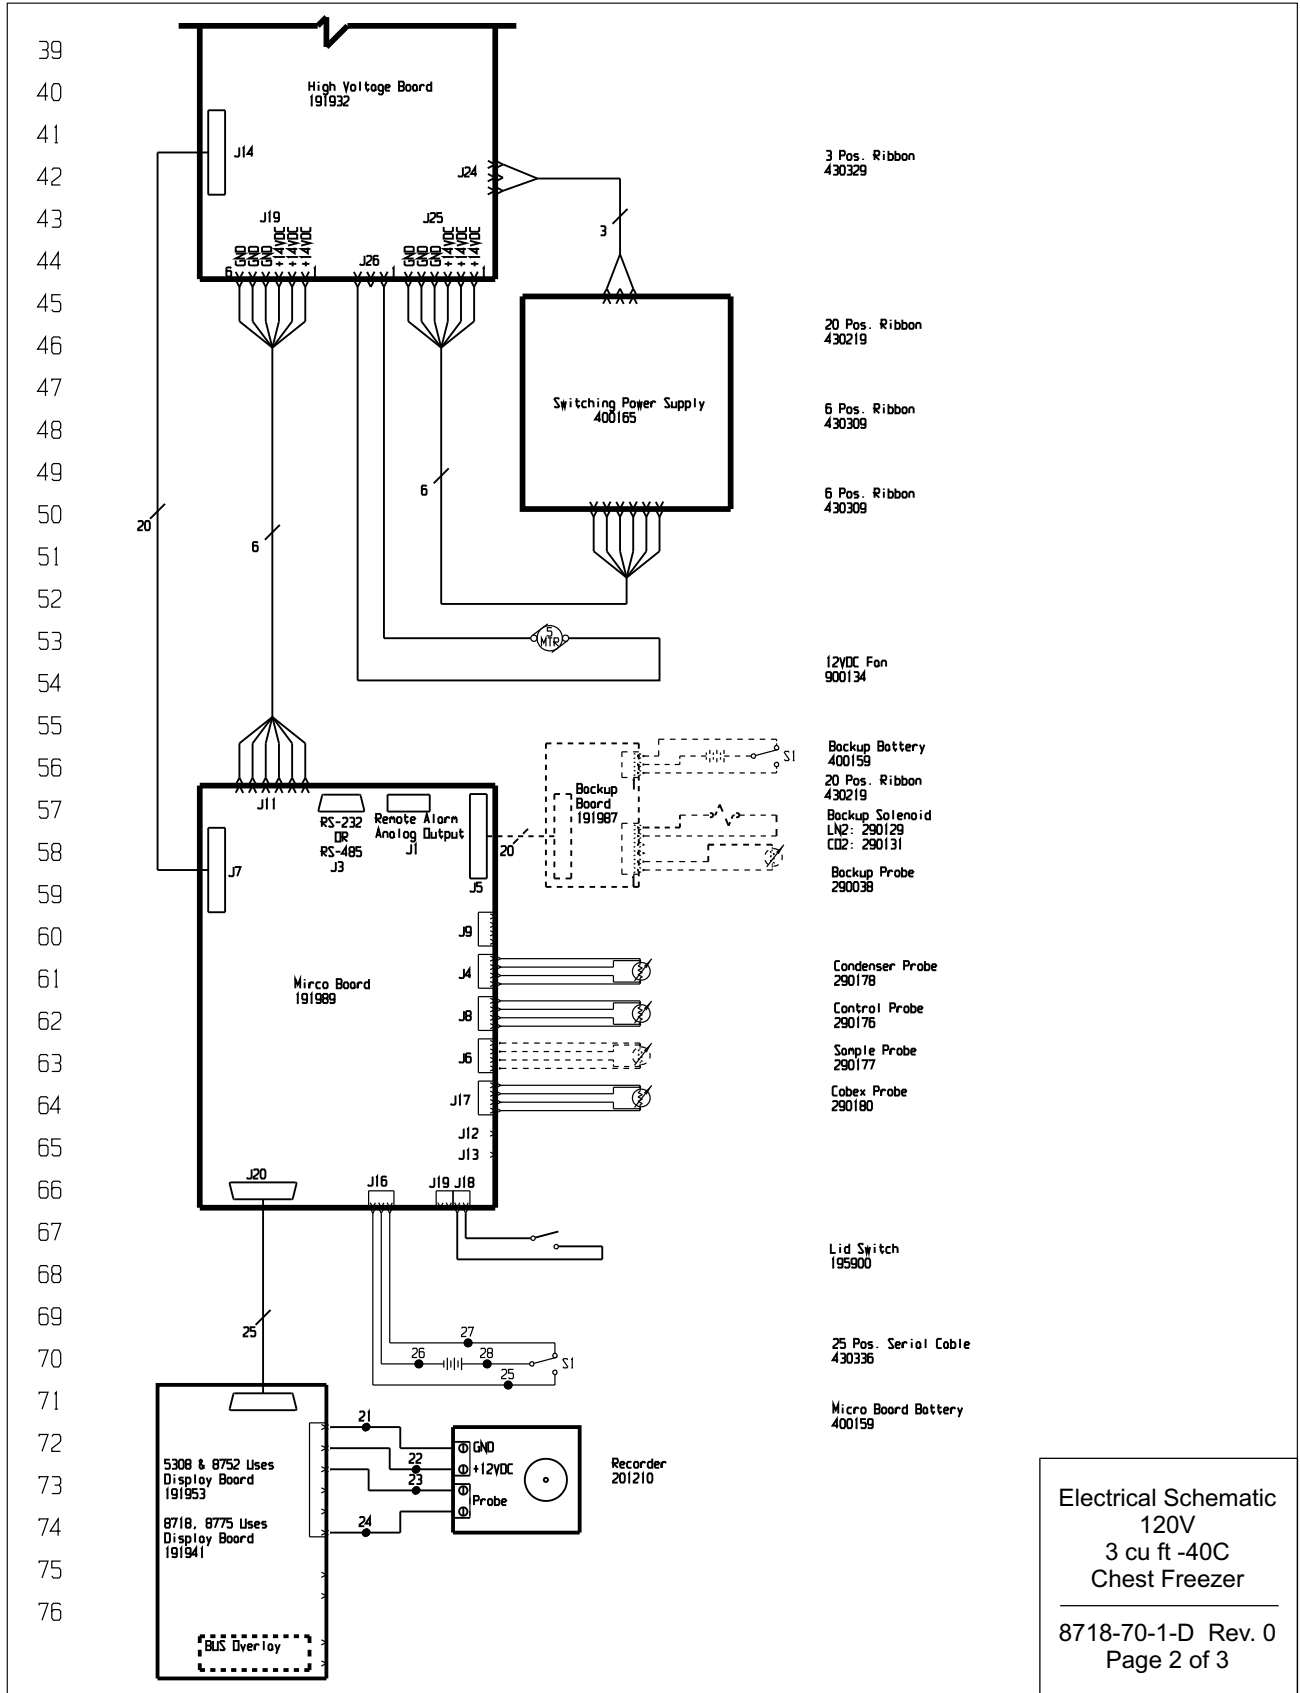 39
40
41
42
43
44
45
46
47
48
49
50
51
52
53
54
55
56
57
58
59
60
61
62
63
64
65
66
67
68
69
70
71
72
73
74
75
76
High Voltage Board
191932
J14
J24
J19
J25
GND
GND
GND
+14VDC
+14VDC
+14VDC
J26
GND
GND
GND
+14VDC
+14VDC
+14VDC
6
1
1
1
3
Switching Power Supply
400165
20
6
6
5
MTR
3 Pos. Ribbon
430329
20 Pos. Ribbon
430219
6 Pos. Ribbon
430309
6 Pos. Ribbon
430309
12VDC Fan
900134
Backup Battery
400159
20 Pos. Ribbon
430219
Backup Solenoid
LN2: 290129
CO2: 290131
Backup Probe
290038
S1
Backup
Board
191987
20
J11
RS-232
OR
RS-485
J3
Remote Alarm
Analog Output
J1
J5
J7
J9
J4
J8
J6
J17
J12
J13
Mirco Board
191989
Condenser Probe
290178
Control Probe
290176
Sample Probe
290177
Cabex Probe
290180
J20
J16
J19
J18
Lid Switch
195900
25
27
26
28
S1
25
25 Pos. Serial Cable
430336
Micro Board Battery
400159
5308 & 8752 Uses
Display Board
191953
8718, 8775 Uses
Display Board
191941
BUS Overlay
21
22
23
24
GND
+12VDC
Probe
Recorder
201210
Electrical Schematic
120V
3 cu ft -40C
Chest Freezer
8718-70-1-D Rev. 0
Page 2 of 3